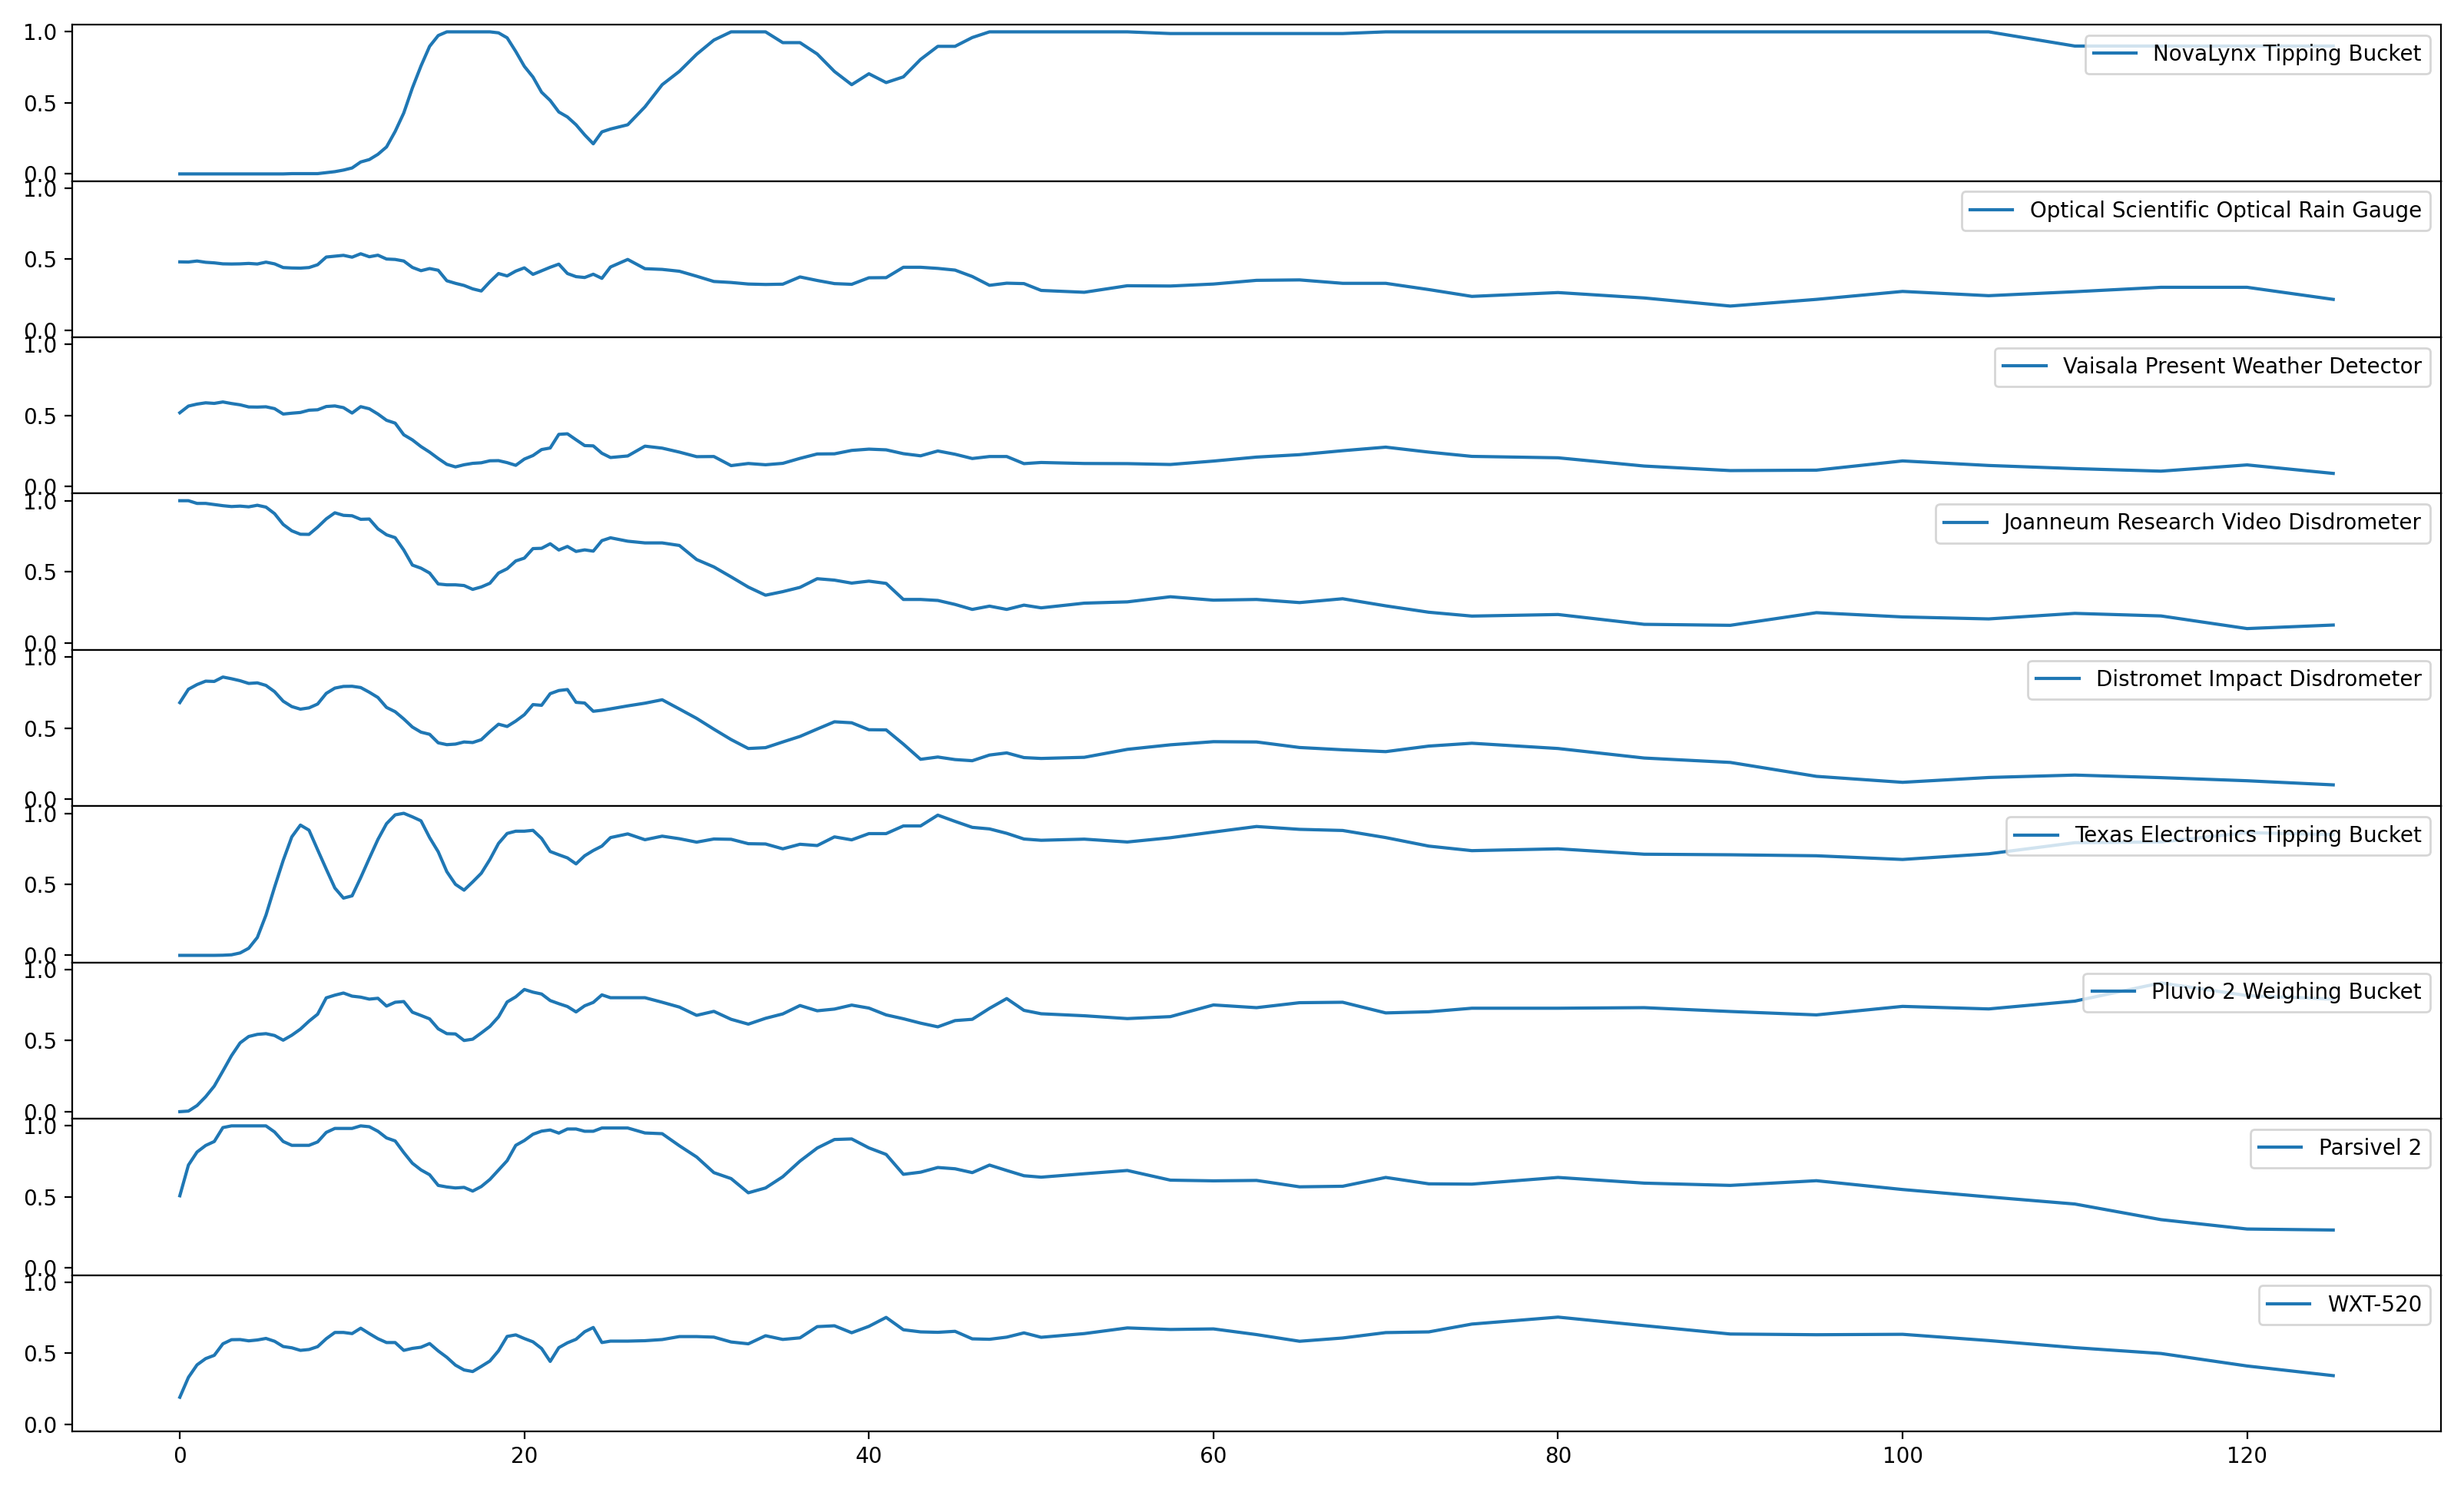 1.0
NovaLynx Tipping Bucket
0.5
0.0
1.0
Optical Scientific Optical Rain Gauge
0.5
0.0
1.0
Vaisala Present Weather Detector
0.5
0.0
1.0
Joanneum Research Video Disdrometer
0.5
0.0
1.0
Distromet Impact Disdrometer
0.5
0.0
1.0
Texas Electronics Tipping Bucket
0.5
0.0
1.0
Pluvio 2 Weighing Bucket
0.5
0.0
1.0
Parsivel 2
0.5
0.0
1.0
WXT-520
0.5
0.0
0 20 40 60 80 100 120